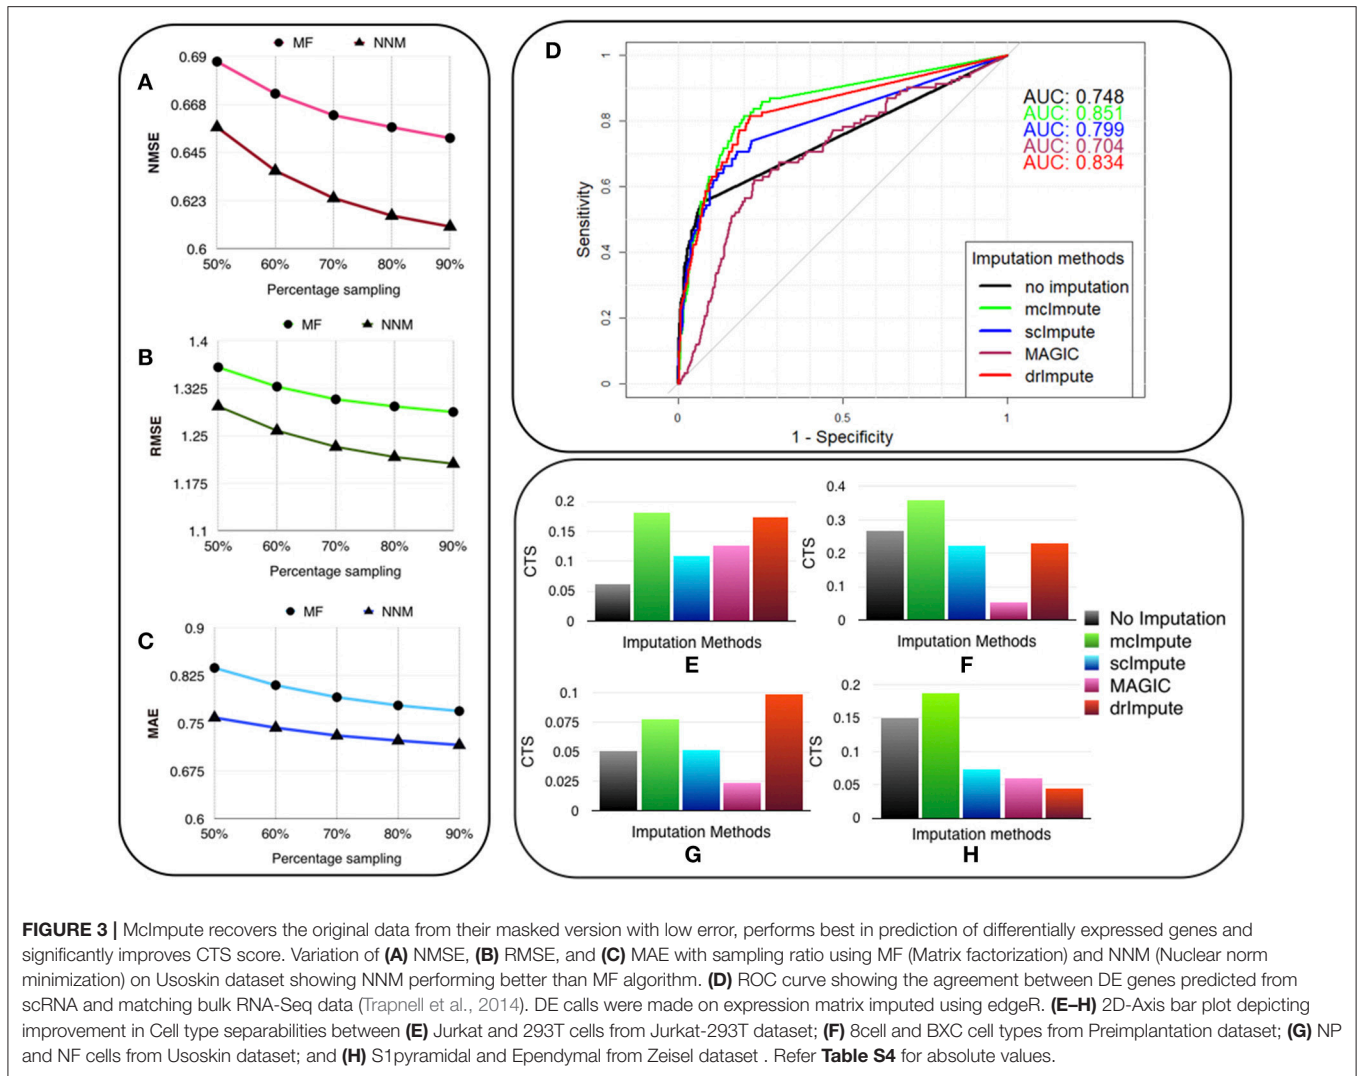 MF NNM
A
0.69
0.668
0.645
0.623
0.6
NMSE
50% 60% 70% 80% 90%
Percentage sampling
MF NNM
B
1.4
1.325
1.25
1.175
1.1
RMSE
50% 60% 70% 80% 90%
Percentage sampling
MF NNM
C
0.9
0.825
0.75
0.675
0.6
MAE
50% 60% 70% 80% 90%
Percentage sampling
D
1
0.8
0.6
0.4
0.2
0
Sensitivity
AUC: 0.748
AUC: 0.851
AUC: 0.799
AUC: 0.704
AUC: 0.834
Imputation methods
no imputation
mcImpute
scImpute
MAGIC
drImpute
0 0.5 1
1 - Specificity
0.2
0.15
0.1
0.05
0
CTS
Imputation Methods
E
0.4
0.3
0.2
0.1
0
CTS
Imputation Methods
F
0.1
0.075
0.05
0.025
0
CTS
Imputation Methods
G
0.2
0.15
0.1
0.05
0
CTS
Imputation methods
H
No Imputation
mcImpute
scImpute
MAGIC
drImpute
FIGURE 3 | McImpute recovers the original data from their masked version with low error, performs best in prediction of differentially expressed genes and
significantly improves CTS score. Variation of (A) NMSE, (B) RMSE, and (C) MAE with sampling ratio using MF (Matrix factorization) and NNM (Nuclear norm
minimization) on Usoskin dataset showing NNM performing better than MF algorithm. (D) ROC curve showing the agreement between DE genes predicted from
scRNA and matching bulk RNA-Seq data (Trapnell et al., 2014). DE calls were made on expression matrix imputed using edgeR. (E–H) 2D-Axis bar plot depicting
improvement in Cell type separabilities between (E) Jurkat and 293T cells from Jurkat-293T dataset; (F) 8cell and BXC cell types from Preimplantation dataset; (G) NP
and NF cells from Usoskin dataset; and (H) S1pyramidal and Ependymal from Zeisel dataset . Refer Table S4 for absolute values.